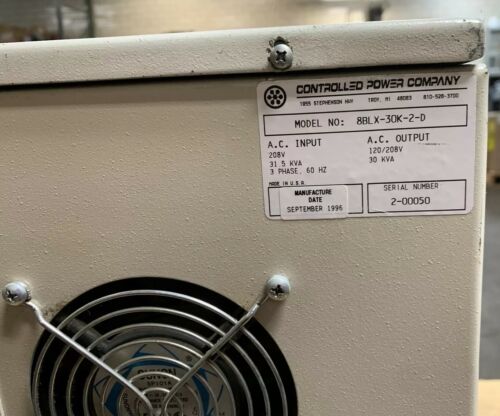 CONTROLLED POWER COMPANY
1955 STEPHENSON HWY TROY, MI 48083 810-528-3700
MODEL NO: 8BLX-30K-2-D
A.C. INPUT
208V
31.5 KVA
3 PHASE, 60 HZ
A.C. OUTPUT
120/208V
30 KVA
MADE IN U.S.A.
MANUFACTURE
DATE
SEPTEMBER 1996
SERIAL NUMBER
2-00050
SUNON
SP101A